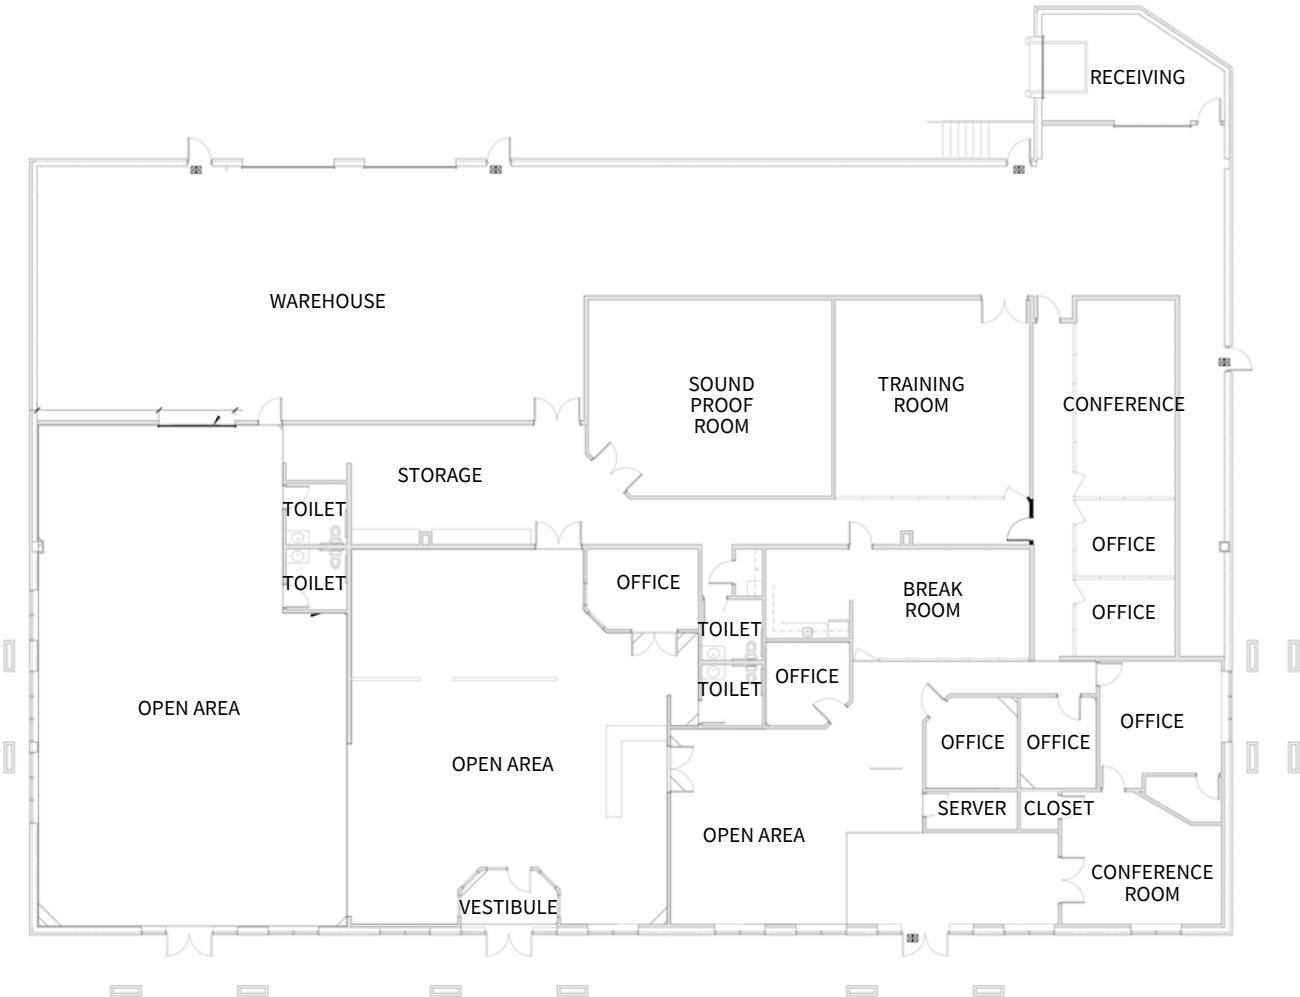 RECEIVING
WAREHOUSE
SOUND
PROOF
ROOM
TRAINING
ROOM
CONFERENCE
STORAGE
TOILET
OFFICE
TOILET
OFFICE
BREAK
ROOM
OFFICE
TOILET
OFFICE
TOILET
OPEN AREA
OFFICE
OFFICE
OFFICE
OPEN AREA
SERVER
CLOSET
OPEN AREA
CONFERENCE
ROOM
VESTIBULE